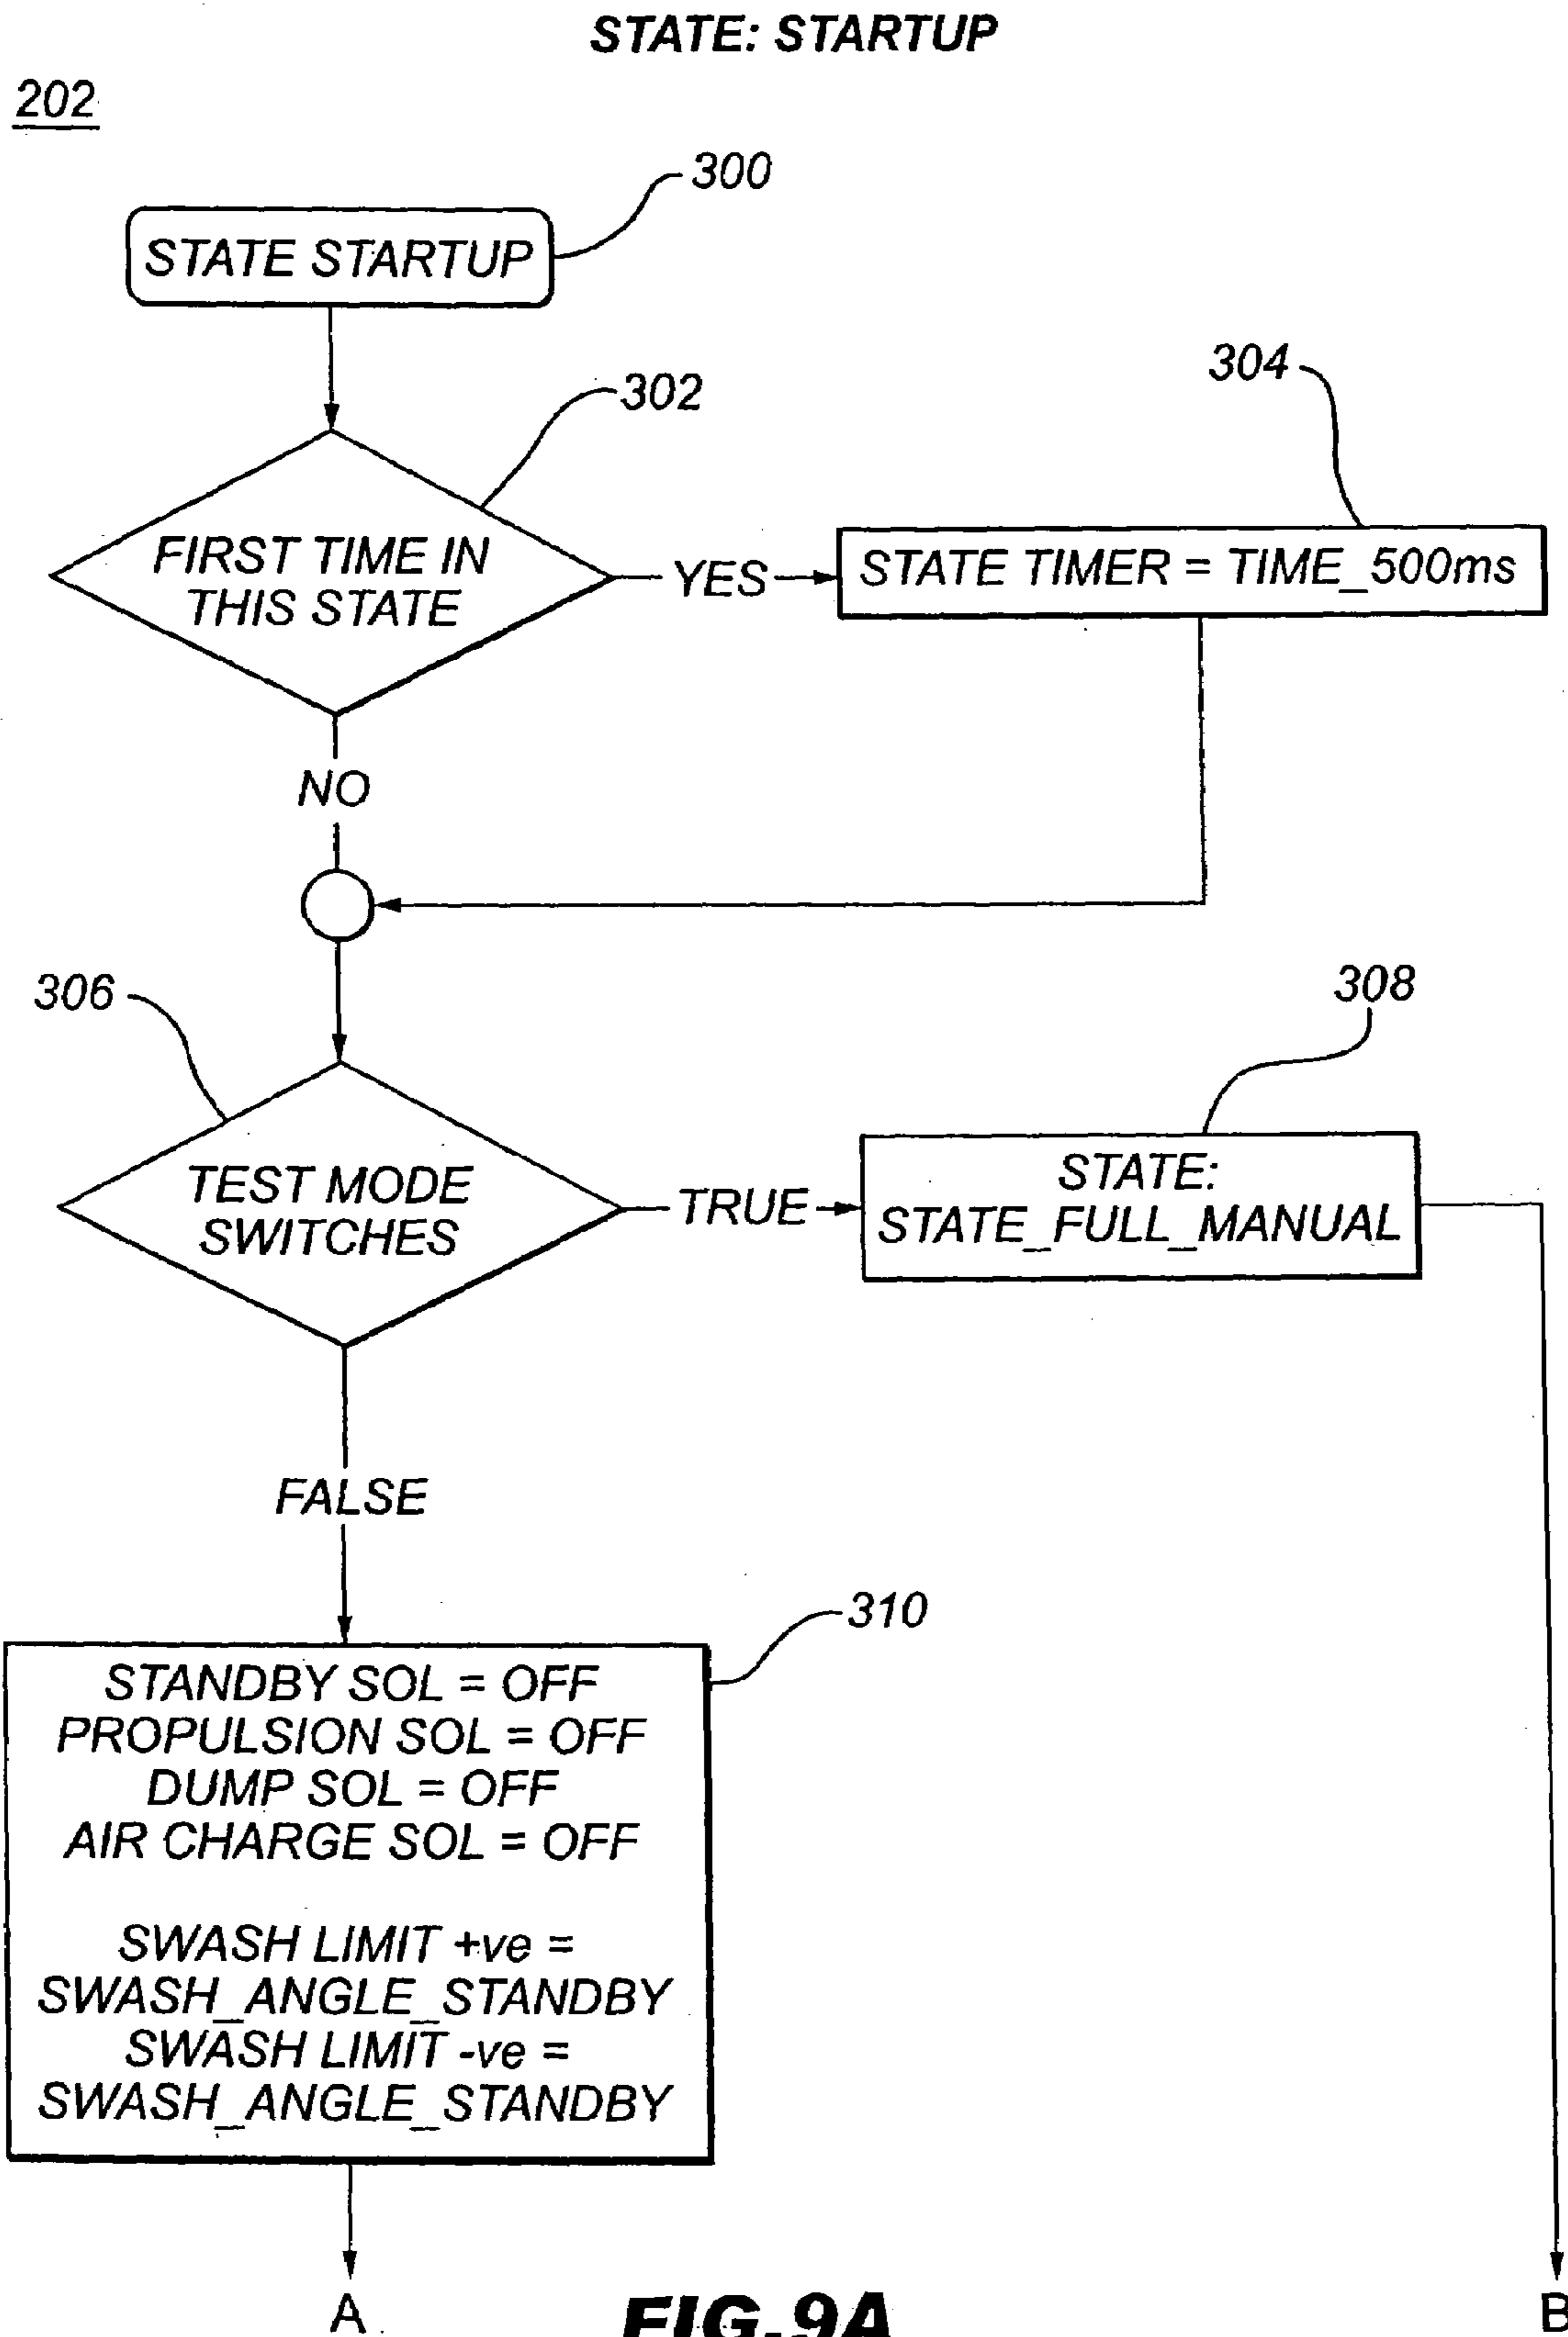 STATE: STARTUP
202
300
STATE STARTUP
302
304
FIRST TIME IN
THIS STATE
YES
STATE TIMER = TIME_500ms
NO
306
308
TEST MODE
SWITCHES
TRUE
STATE:
STATE_FULL_MANUAL
FALSE
310
STANDBY SOL = OFF
PROPULSION SOL = OFF
DUMP SOL = OFF
AIR CHARGE SOL = OFF
SWASH LIMIT +ve =
SWASH_ANGLE_STANDBY
SWASH LIMIT -ve =
SWASH_ANGLE_STANDBY
A
FIG.9A
B